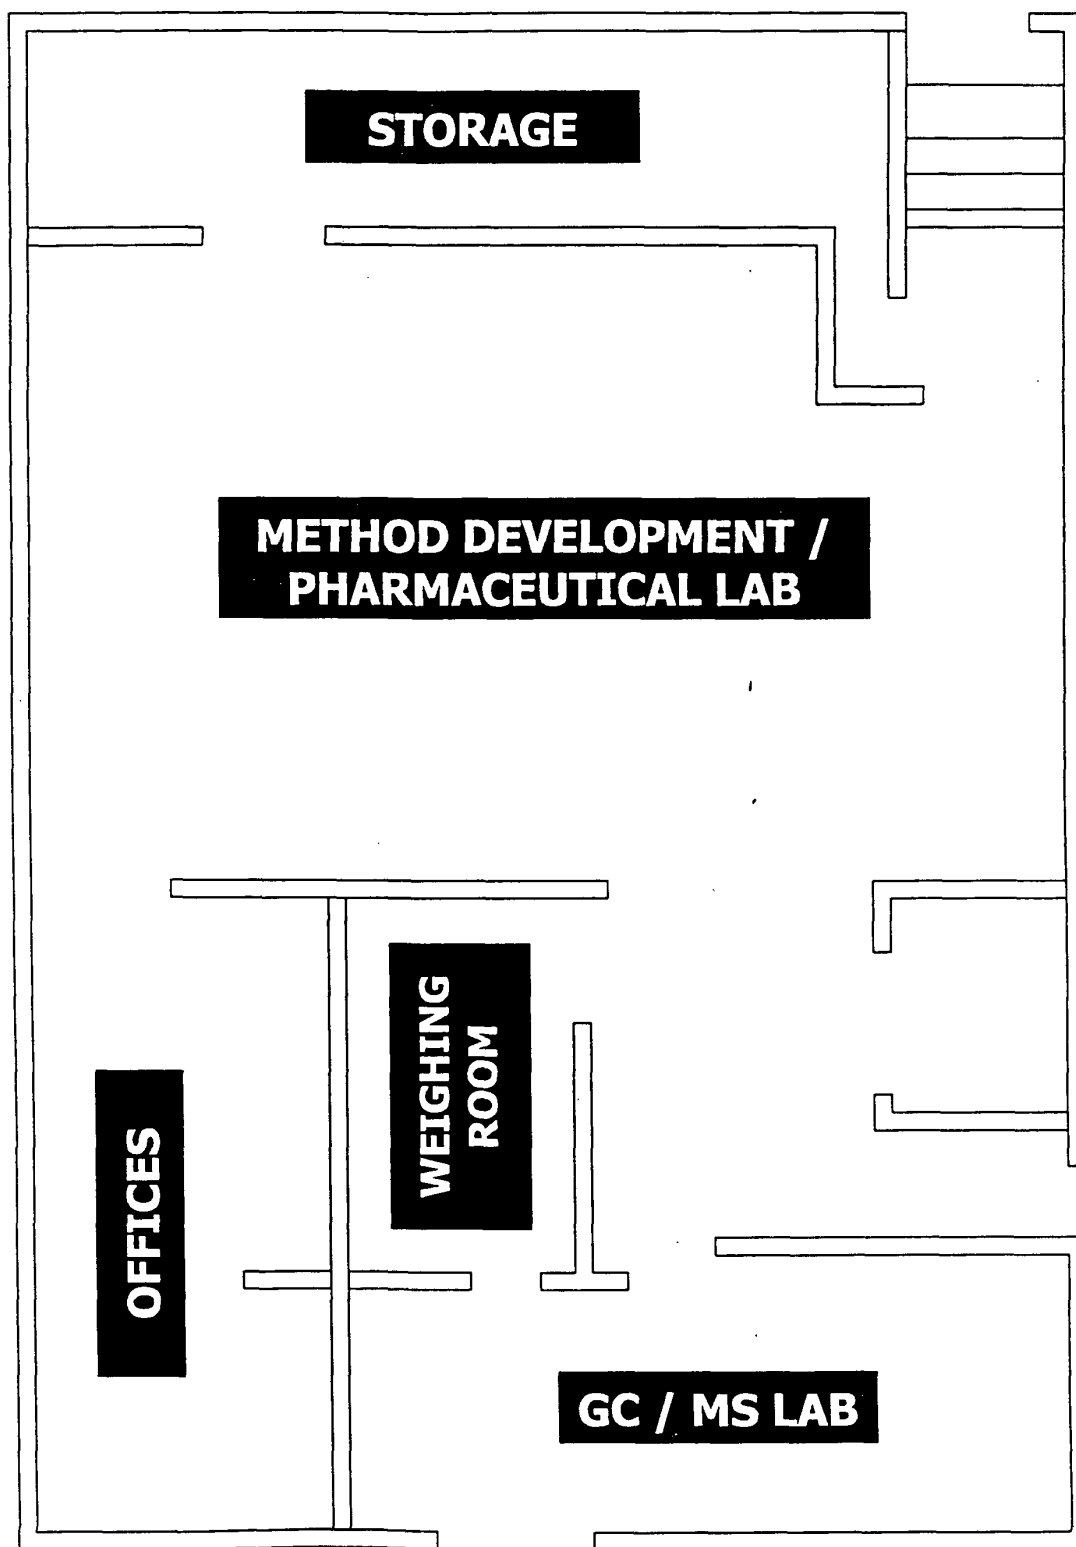 STORAGE
METHOD DEVELOPMENT /
PHARMACEUTICAL LAB
WEIGHING
ROOM
OFFICES
GC / MS LAB